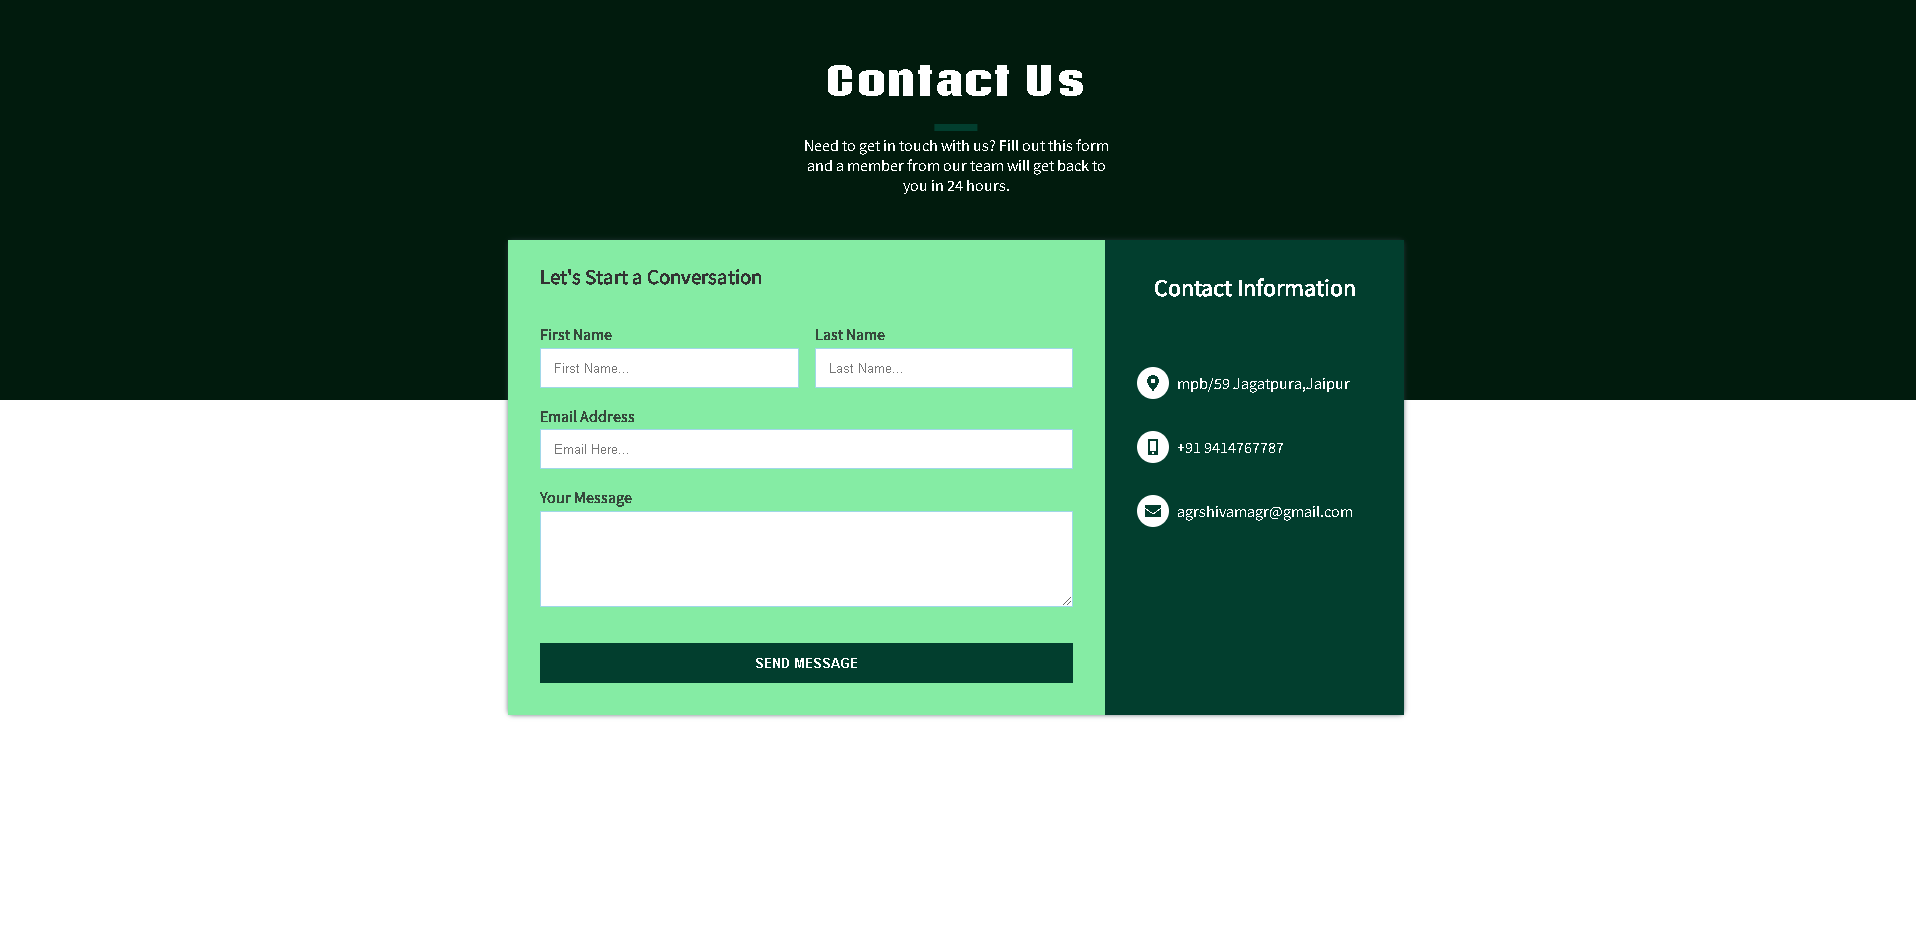 Contact Us
Need to get in touch with us? Fill out this form
and a member from our team will get back to
you in 24 hours.
Let's Start a Conversation
First Name
Last Name
First Name...
Last Name...
Email Address
Email Here...
Your Message
SEND MESSAGE
Contact Information
mpb/59 Jagatpura,Jaipur
+91 9414767787
agrshivamagr@gmail.com